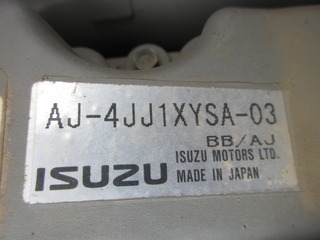 AJ-4JJ1XYSA-03
BB/AJ
ISUZU MOTORS LTD.
ISUZU MADE IN JAPAN